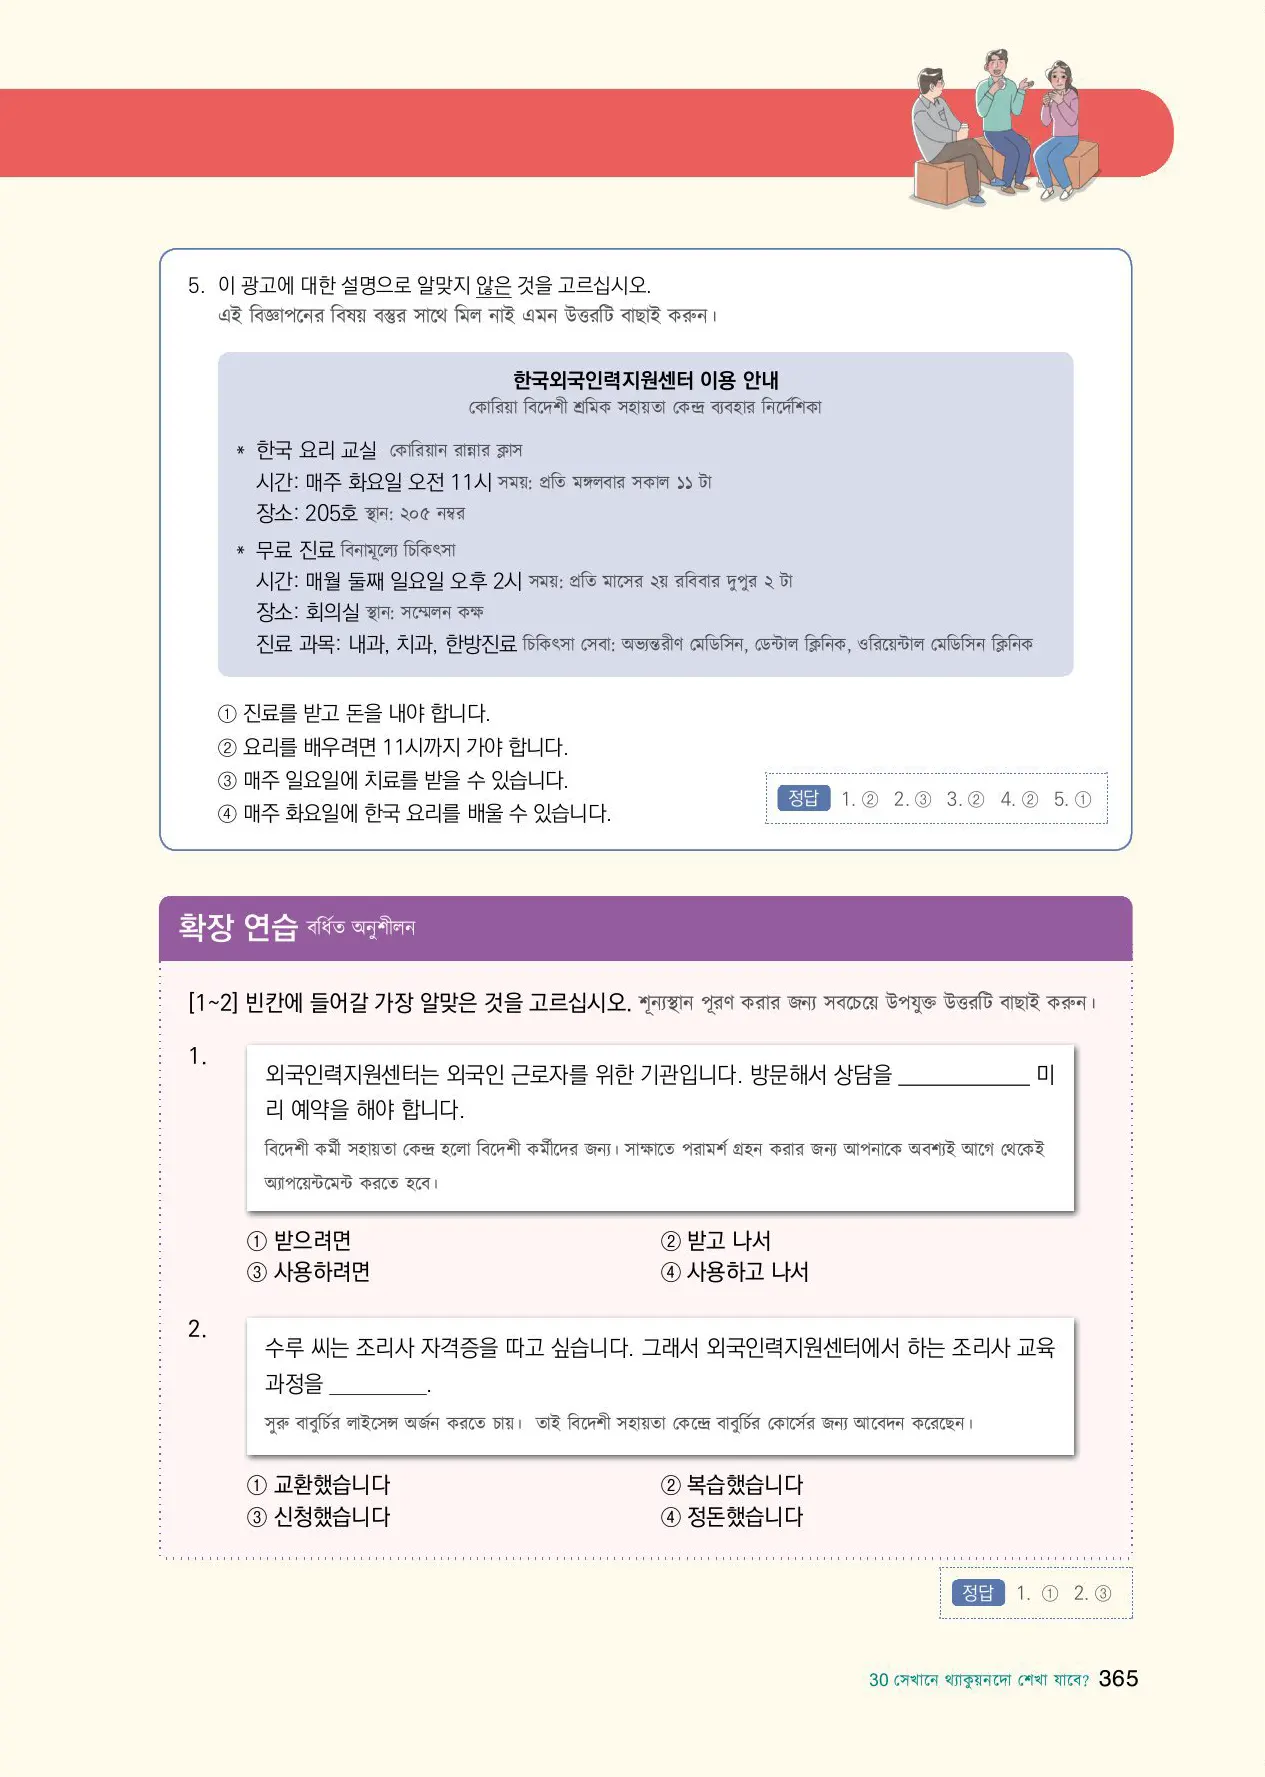 5. 이 광고에 대한 설명으로 알맞지 않은 것을 고르십시오.
এই বিজ্ঞাপনের বিষয় বস্তুর সাথে মিল নাই এমন উত্তরটি বাছাই করুন।
한국외국인력지원센터 이용 안내
কোরিয়া বিদেশী শ্রমিক সহায়তা কেন্দ্র ব্যবহার নির্দেশিকা
* 한국 요리 교실 কোরিয়ান রান্নার ক্লাস
시간: 매주 화요일 오전 11시 সময়: প্রতি মঙ্গলবার সকাল ১১ টা
장소: 205호 স্থান: ২০৫ নম্বর
* 무료 진료 বিনামূল্যে চিকিৎসা
시간: 매월 둘째 일요일 오후 2시 সময়: প্রতি মাসের ২য় রবিবার দুপুর ২ টা
장소: 회의실 স্থান: সম্মেলন কক্ষ
진료 과목: 내과, 치과, 한방진료 চিকিৎসা সেবা: অভ্যন্তরীণ মেডিসিন, ডেন্টাল ক্লিনিক, ওরিয়েন্টাল মেডিসিন ক্লিনিক
① 진료를 받고 돈을 내야 합니다.
② 요리를 배우려면 11시까지 가야 합니다.
③ 매주 일요일에 치료를 받을 수 있습니다.
④ 매주 화요일에 한국 요리를 배울 수 있습니다.
정답 1. ② 2. ③ 3. ② 4. ② 5. ①
확장 연습 বর্ধিত অনুশীলন
[1~2] 빈칸에 들어갈 가장 알맞은 것을 고르십시오. শূন্যস্থান পূরণ করার জন্য সবচেয়ে উপযুক্ত উত্তরটি বাছাই করুন।
1.
외국인력지원센터는 외국인 근로자를 위한 기관입니다. 방문해서 상담을 ____________ 미
리 예약을 해야 합니다.
বিদেশী কর্মী সহায়তা কেন্দ্র হলো বিদেশী কর্মীদের জন্য। সাক্ষাতে পরামর্শ গ্রহন করার জন্য আপনাকে অবশ্যই আগে থেকেই
অ্যাপয়েন্টমেন্ট করতে হবে।
① 받으려면 ② 받고 나서
③ 사용하려면 ④ 사용하고 나서
2.
수루 씨는 조리사 자격증을 따고 싶습니다. 그래서 외국인력지원센터에서 하는 조리사 교육
과정을 _________.
সুরু বাবুর্চির লাইসেন্স অর্জন করতে চায়। তাই বিদেশী সহায়তা কেন্দ্রে বাবুর্চির কোর্সের জন্য আবেদন করেছেন।
① 교환했습니다 ② 복습했습니다
③ 신청했습니다 ④ 정돈했습니다
정답 1. ① 2. ③
30 সেখানে থ্যাকুয়নদো শেখা যাবে? 365